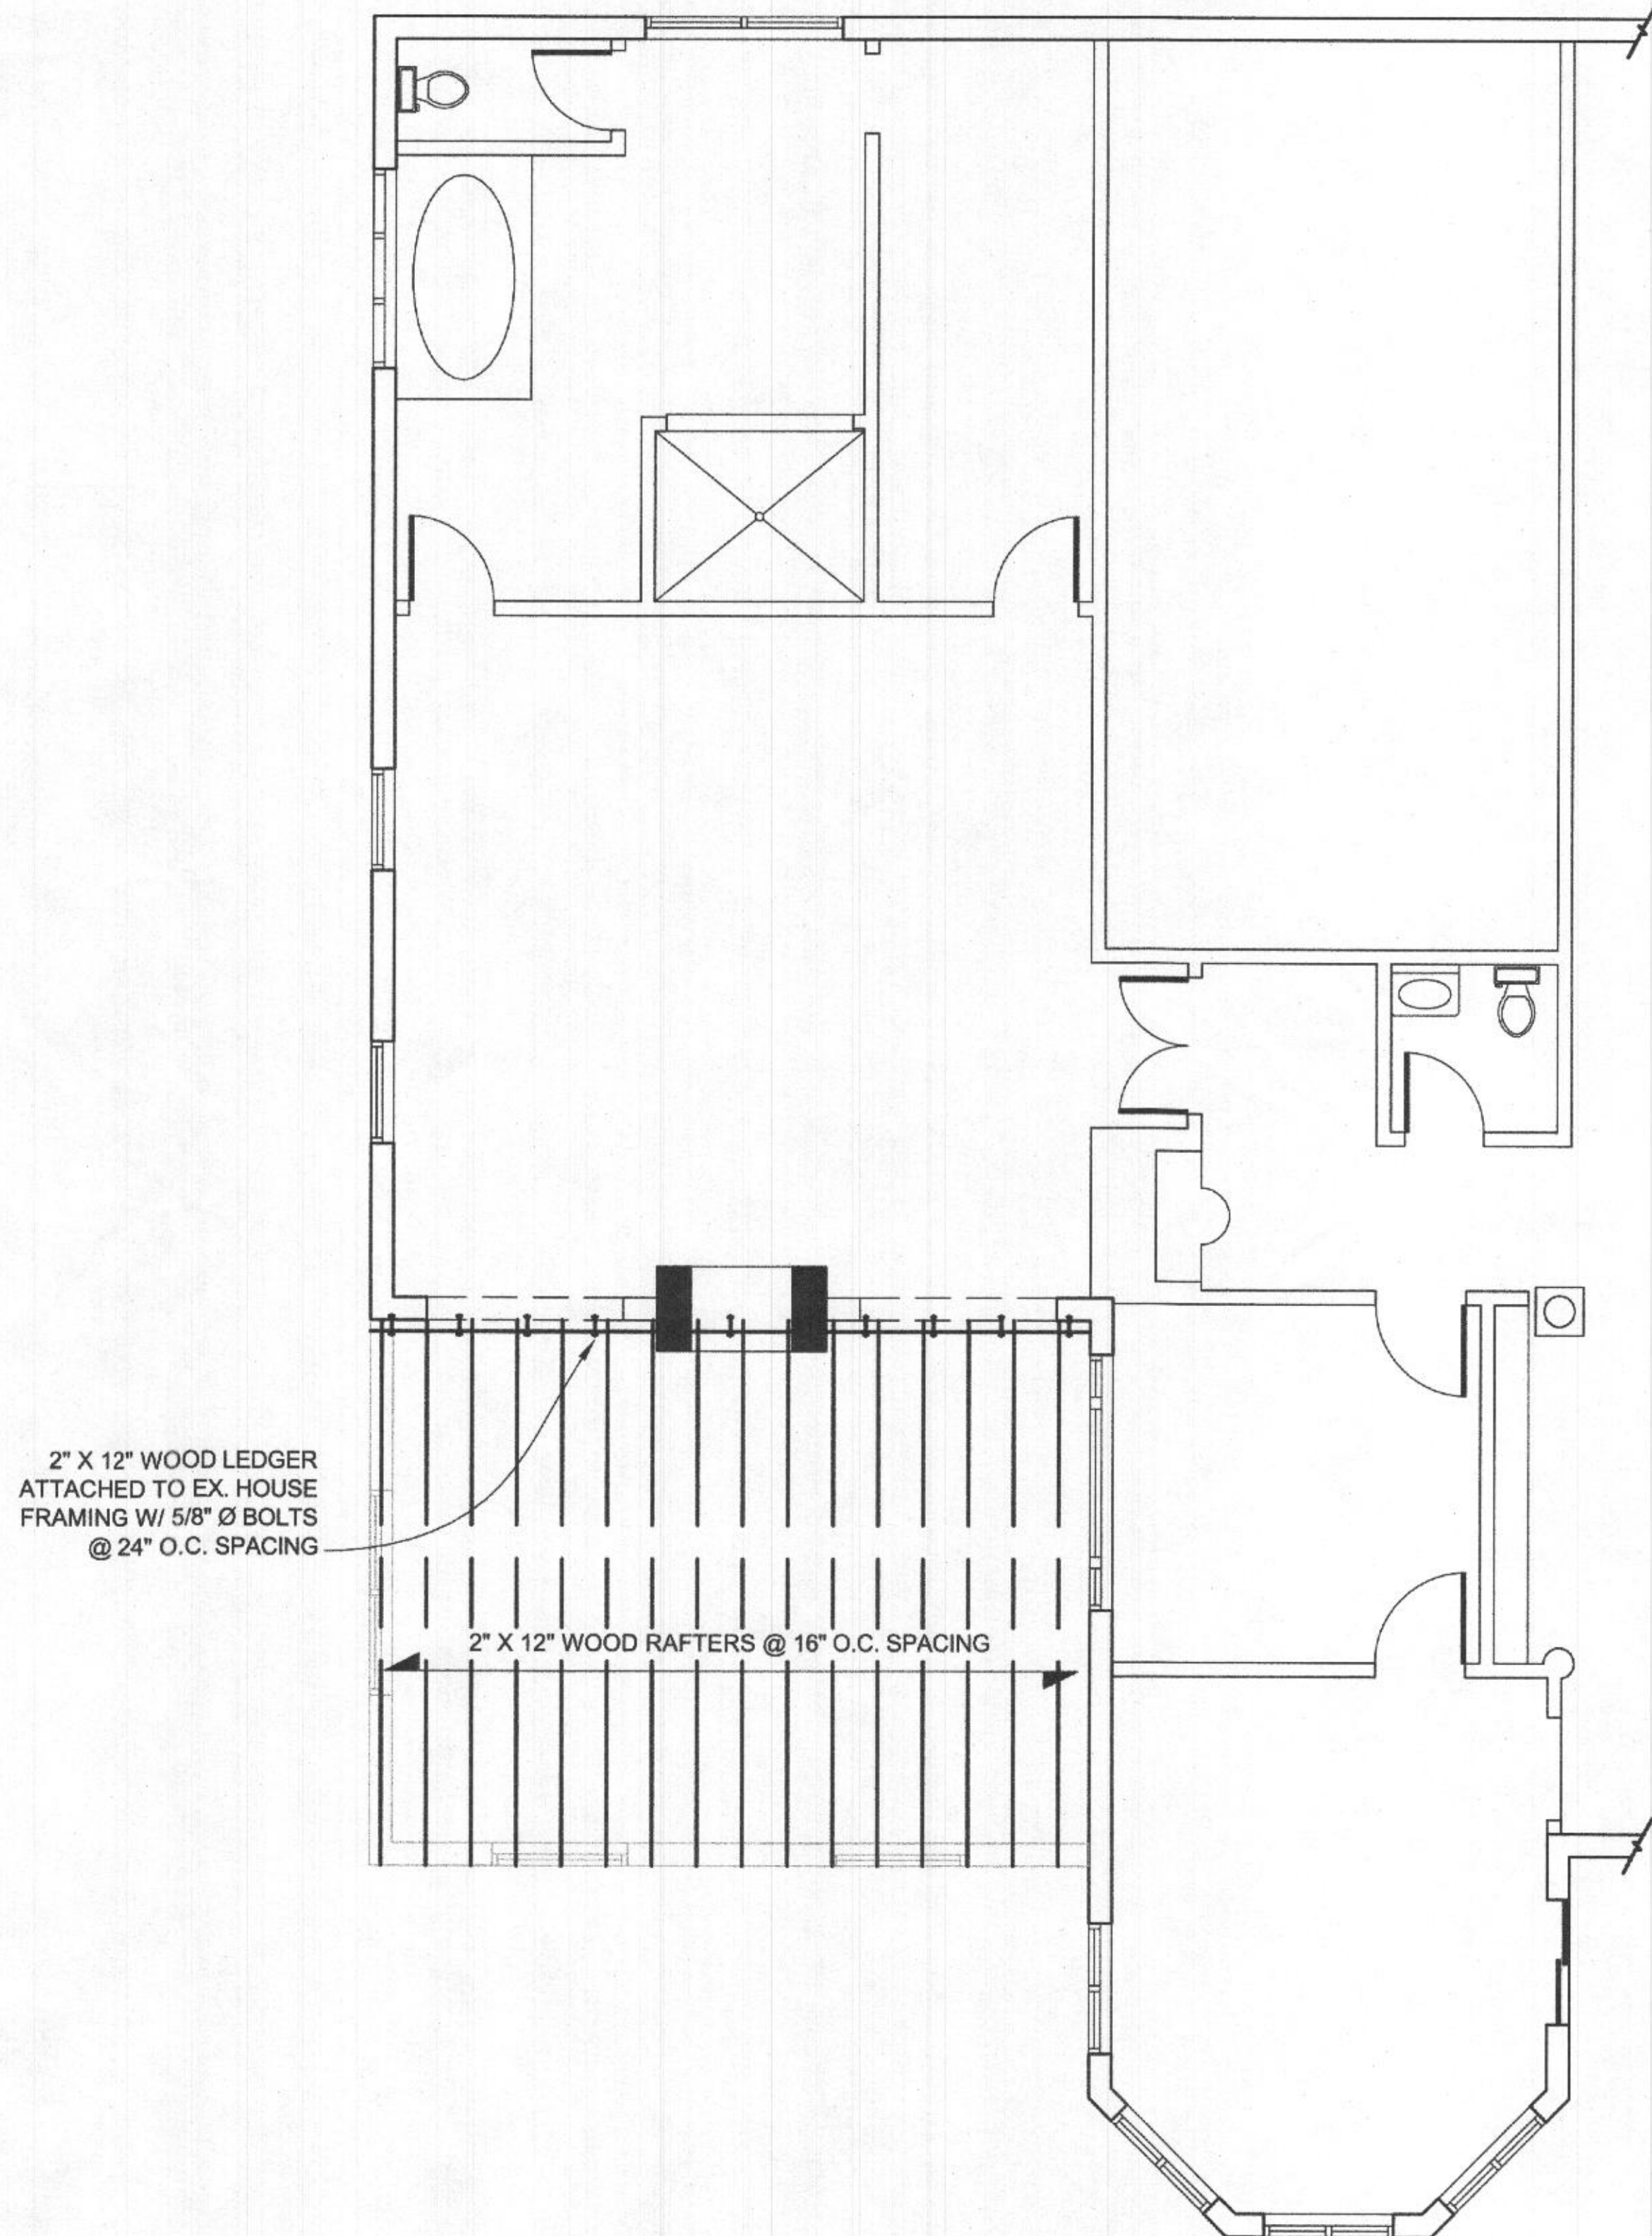 2" X 12" WOOD LEDGER
ATTACHED TO EX. HOUSE
FRAMING W/ 5/8" Ø BOLTS
@ 24" O.C. SPACING
2" X 12" WOOD RAFTERS @ 16" O.C. SPACING